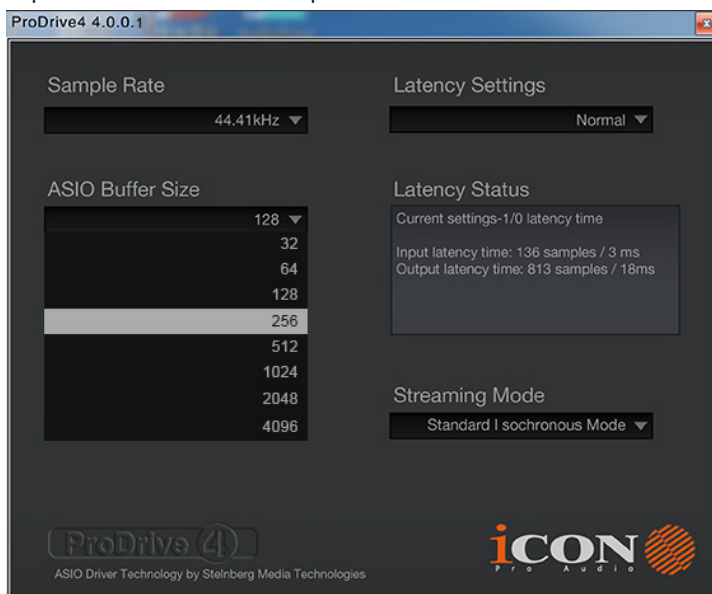 ProDrive4 4.0.0.1
x
Sample Rate
44.41kHz
Latency Settings
Normal
ASIO Buffer Size
128
32
64
128
256
512
1024
2048
4096
Latency Status
Current settings-1/0 latency time
Input latency time: 136 samples / 3 ms
Output latency time: 813 samples / 18ms
Streaming Mode
Standard I sochronous Mode
ProDrive 4
ASIO Driver Technology by Steinberg Media Technologies
iCON
Pro Audio